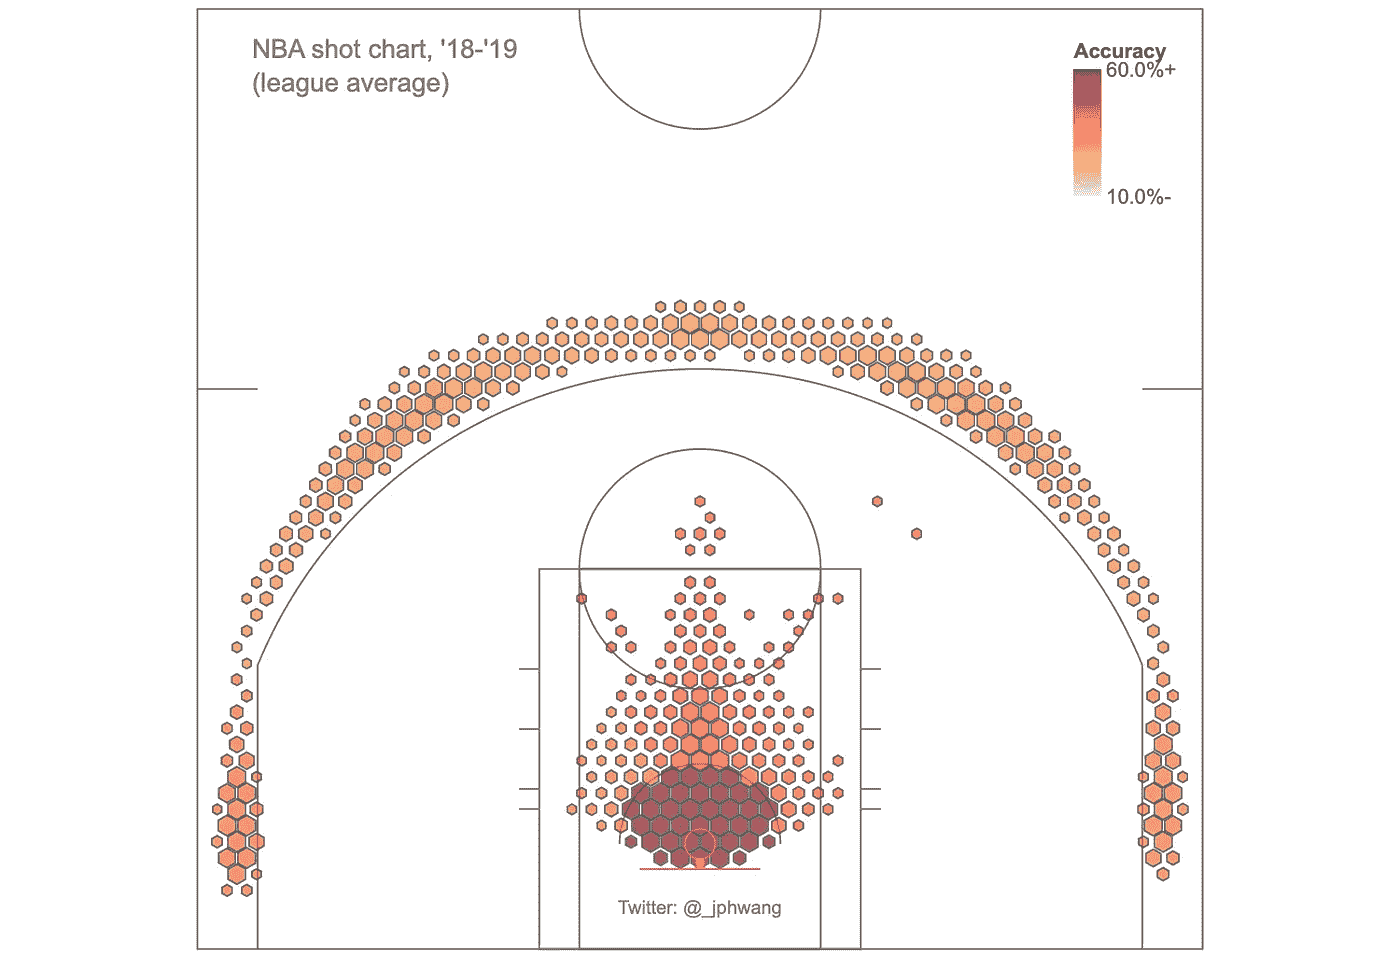 NBA shot chart, '18-'19
(league average)
Accuracy
60.0%+
10.0%-
Twitter: @_jphwang